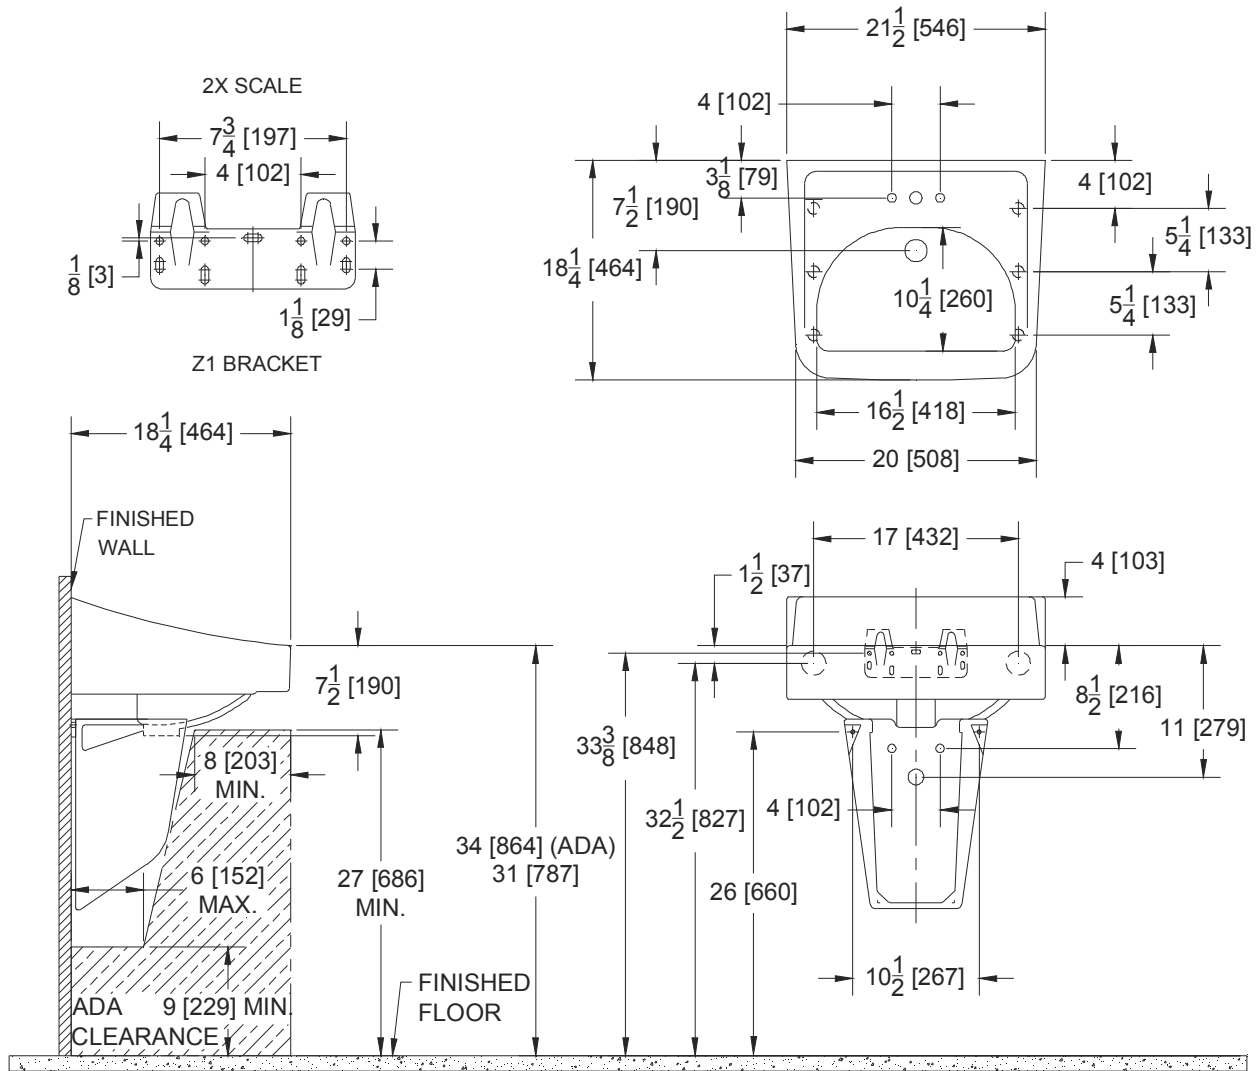 2X SCALE
7 3/4 [197]
4 [102]
1/8 [3]
1 1/8 [29]
Z1 BRACKET
21 1/2 [546]
4 [102]
3 1/8 [79]
7 1/2 [190]
18 1/4 [464]
4 [102]
5 1/4 [133]
10 1/4 [260]
5 1/4 [133]
16 1/2 [418]
20 [508]
18 1/4 [464]
FINISHED
WALL
7 1/2 [190]
8 [203]
MIN.
6 [152]
MAX.
27 [686]
MIN.
34 [864] (ADA)
31 [787]
ADA
9 [229] MIN.
CLEARANCE
FINISHED
FLOOR
17 [432]
4 [103]
1 1/2 [37]
8 1/2 [216]
11 [279]
33 3/8 [848]
32 1/2 [827]
4 [102]
26 [660]
10 1/2 [267]